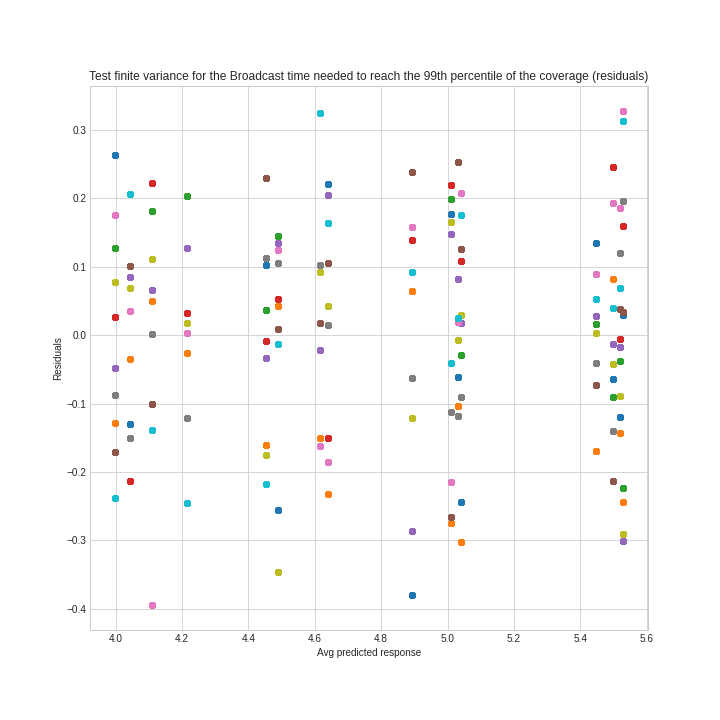 Test finite variance for the Broadcast time needed to reach the 99th percentile of the coverage (residuals)
Residuals
0.3
0.2
0.1
0.0
−0.1
−0.2
−0.3
−0.4
4.0 4.2 4.4 4.6 4.8 5.0 5.2 5.4 5.6
Avg predicted response